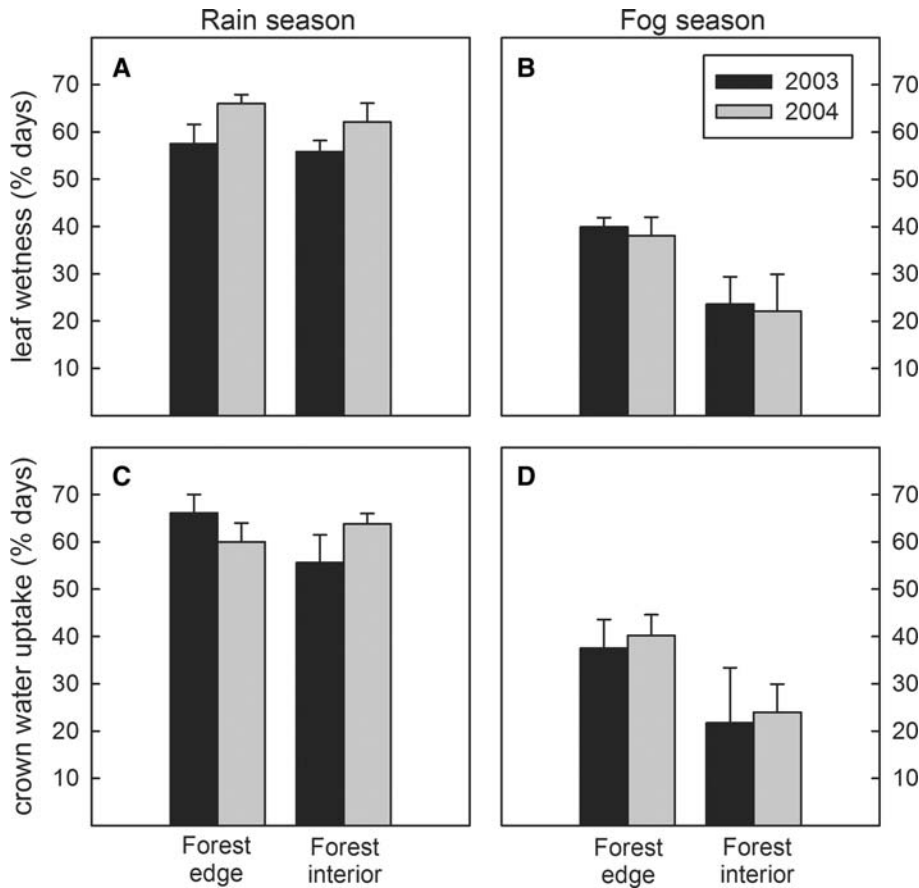 Rain season
Fog season
leaf wetness (% days)
A
70
60
50
40
30
20
10
B
2003
2004
70
60
50
40
30
20
10
crown water uptake (% days)
C
70
60
50
40
30
20
10
D
70
60
50
40
30
20
10
Forest
edge
Forest
interior
Forest
edge
Forest
interior